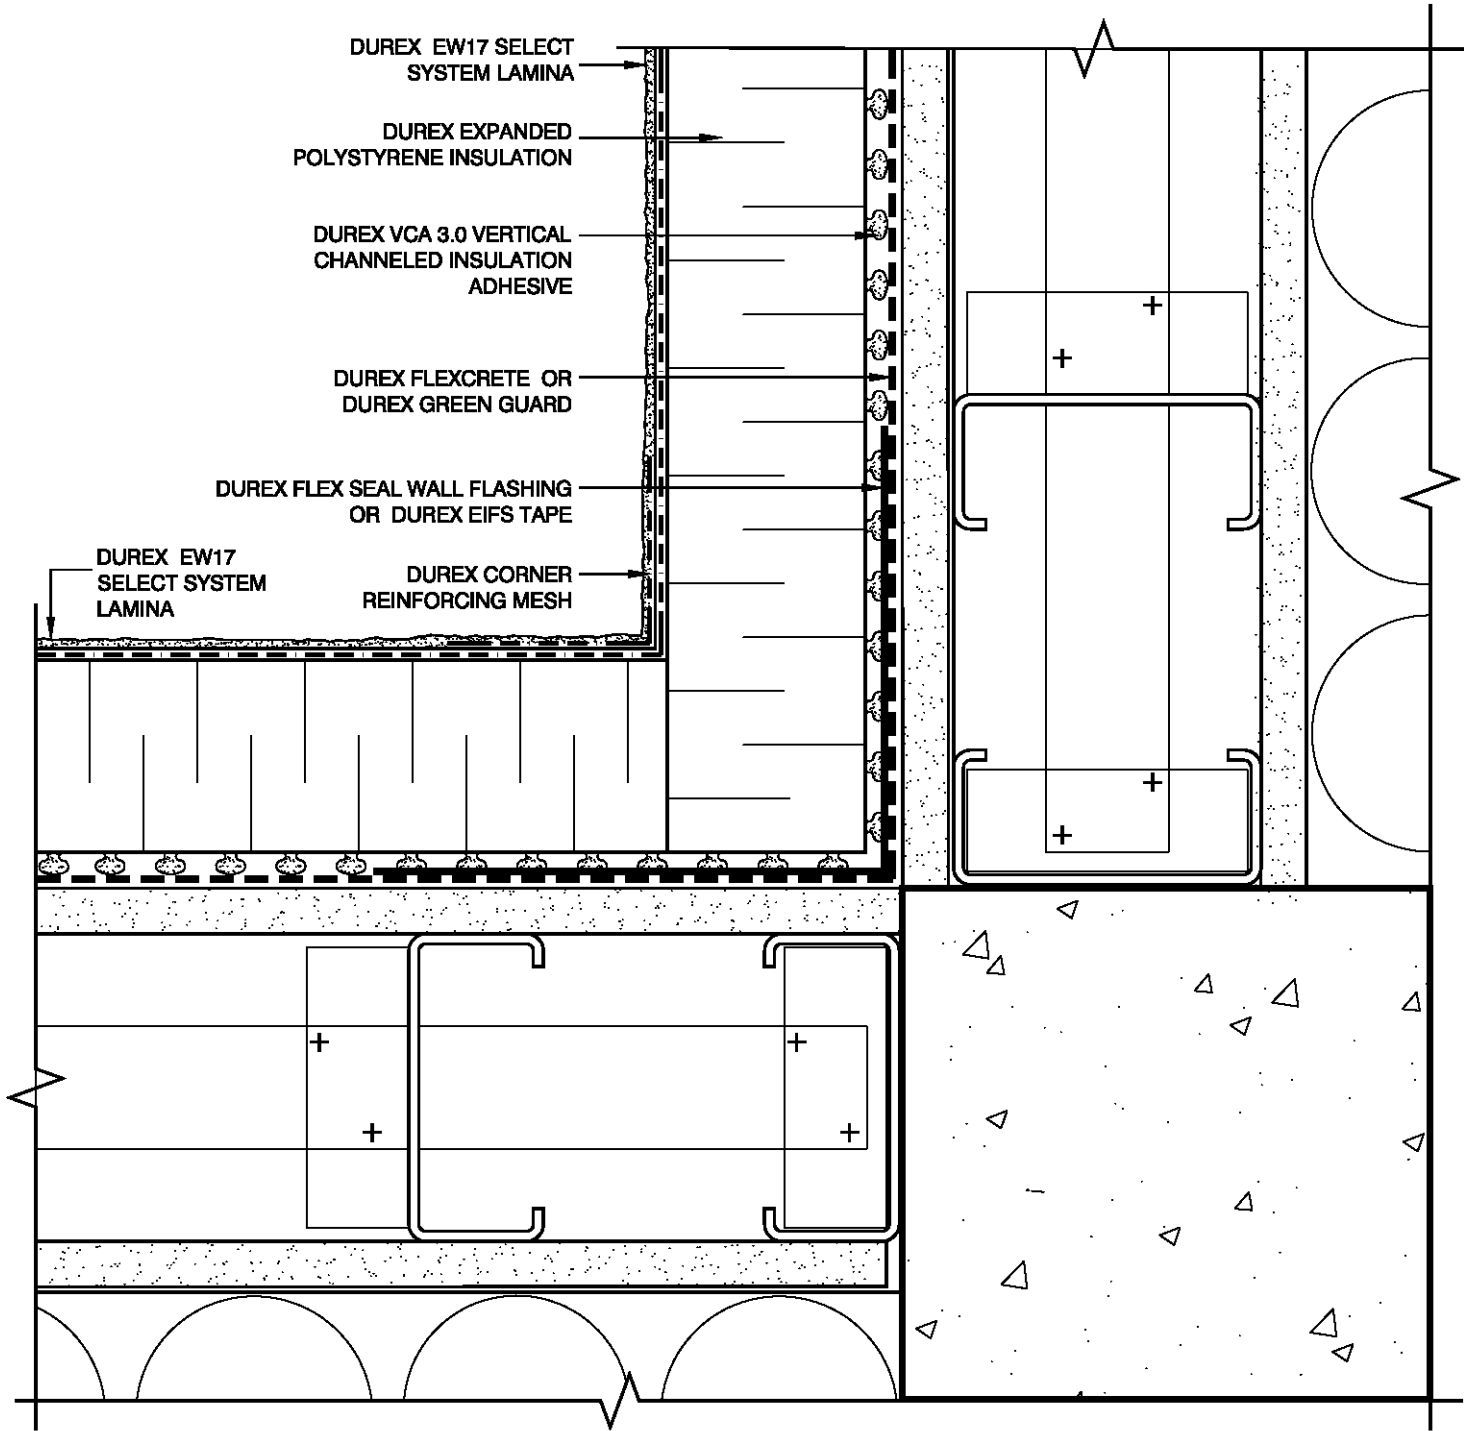 DUREX EW17 SELECT
SYSTEM LAMINA
DUREX EXPANDED
POLYSTYRENE INSULATION
DUREX VCA 3.0 VERTICAL
CHANNELED INSULATION
ADHESIVE
DUREX FLEXCRETE OR
DUREX GREEN GUARD
DUREX FLEX SEAL WALL FLASHING
OR DUREX EIFS TAPE
DUREX EW17
SELECT SYSTEM
LAMINA
DUREX CORNER
REINFORCING MESH